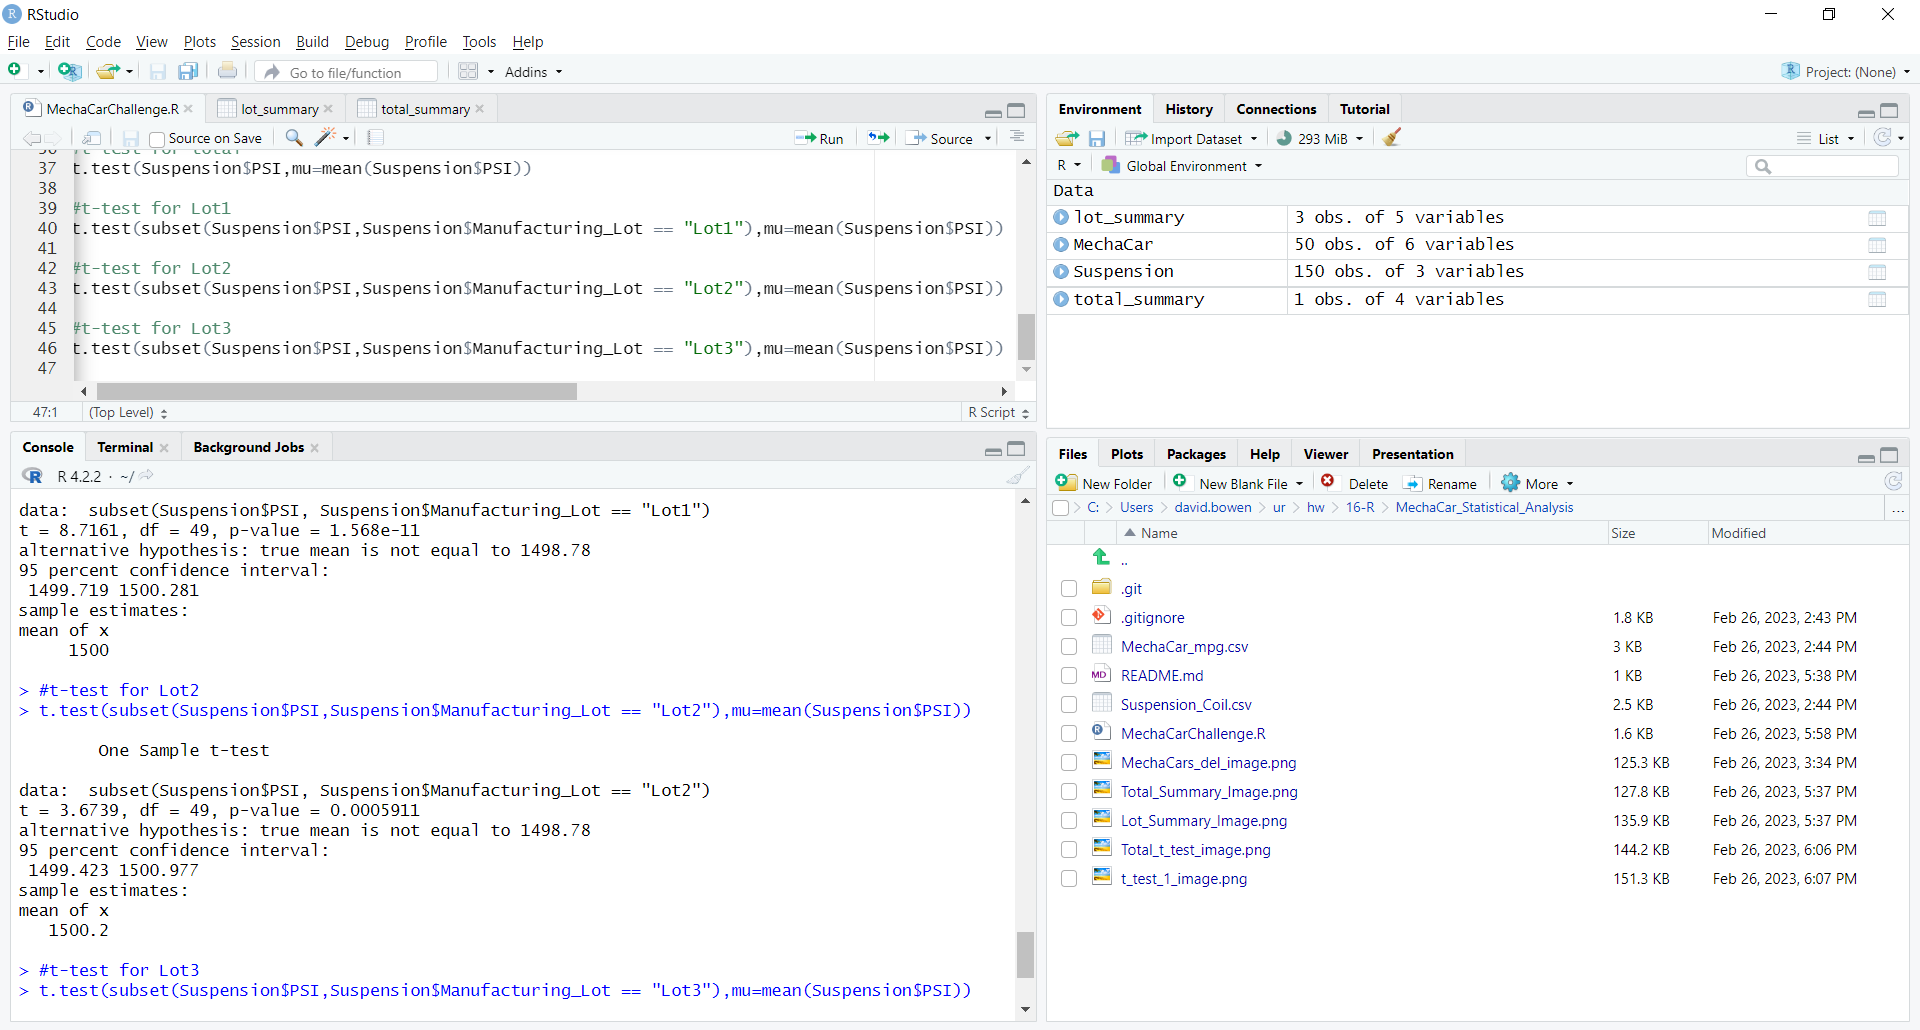 RStudio
File Edit Code View Plots Session Build Debug Profile Tools Help
Go to file/function Addins Project: (None)
MechaCarChallenge.R lot_summary total_summary
Source on Save Run Source
36 #t-test for total
37 t.test(Suspension$PSI,mu=mean(Suspension$PSI))
38
39 #t-test for Lot1
40 t.test(subset(Suspension$PSI,Suspension$Manufacturing_Lot == "Lot1"),mu=mean(Suspension$PSI))
41
42 #t-test for Lot2
43 t.test(subset(Suspension$PSI,Suspension$Manufacturing_Lot == "Lot2"),mu=mean(Suspension$PSI))
44
45 #t-test for Lot3
46 t.test(subset(Suspension$PSI,Suspension$Manufacturing_Lot == "Lot3"),mu=mean(Suspension$PSI))
47
47:1 (Top Level) R Script
Console Terminal Background Jobs
R 4.2.2 · ~/
data:  subset(Suspension$PSI, Suspension$Manufacturing_Lot == "Lot1")
t = 8.7161, df = 49, p-value = 1.568e-11
alternative hypothesis: true mean is not equal to 1498.78
95 percent confidence interval:
1499.719 1500.281
sample estimates:
mean of x
1500
> #t-test for Lot2
> t.test(subset(Suspension$PSI,Suspension$Manufacturing_Lot == "Lot2"),mu=mean(Suspension$PSI))
One Sample t-test
data:  subset(Suspension$PSI, Suspension$Manufacturing_Lot == "Lot2")
t = 3.6739, df = 49, p-value = 0.0005911
alternative hypothesis: true mean is not equal to 1498.78
95 percent confidence interval:
1499.423 1500.977
sample estimates:
mean of x
1500.2
> #t-test for Lot3
> t.test(subset(Suspension$PSI,Suspension$Manufacturing_Lot == "Lot3"),mu=mean(Suspension$PSI))
Environment History Connections Tutorial
Import Dataset 293 MiB List
R Global Environment
Data
lot_summary 3 obs. of 5 variables
MechaCar 50 obs. of 6 variables
Suspension 150 obs. of 3 variables
total_summary 1 obs. of 4 variables
Files Plots Packages Help Viewer Presentation
New Folder New Blank File Delete Rename More
C: Users david.bowen ur hw 16-R MechaCar_Statistical_Analysis ...
Name Size Modified
..
.git
.gitignore 1.8 KB Feb 26, 2023, 2:43 PM
MechaCar_mpg.csv 3 KB Feb 26, 2023, 2:44 PM
README.md 1 KB Feb 26, 2023, 5:38 PM
Suspension_Coil.csv 2.5 KB Feb 26, 2023, 2:44 PM
MechaCarChallenge.R 1.6 KB Feb 26, 2023, 5:58 PM
MechaCars_del_image.png 125.3 KB Feb 26, 2023, 3:34 PM
Total_Summary_Image.png 127.8 KB Feb 26, 2023, 5:37 PM
Lot_Summary_Image.png 135.9 KB Feb 26, 2023, 5:37 PM
Total_t_test_image.png 144.2 KB Feb 26, 2023, 6:06 PM
t_test_1_image.png 151.3 KB Feb 26, 2023, 6:07 PM